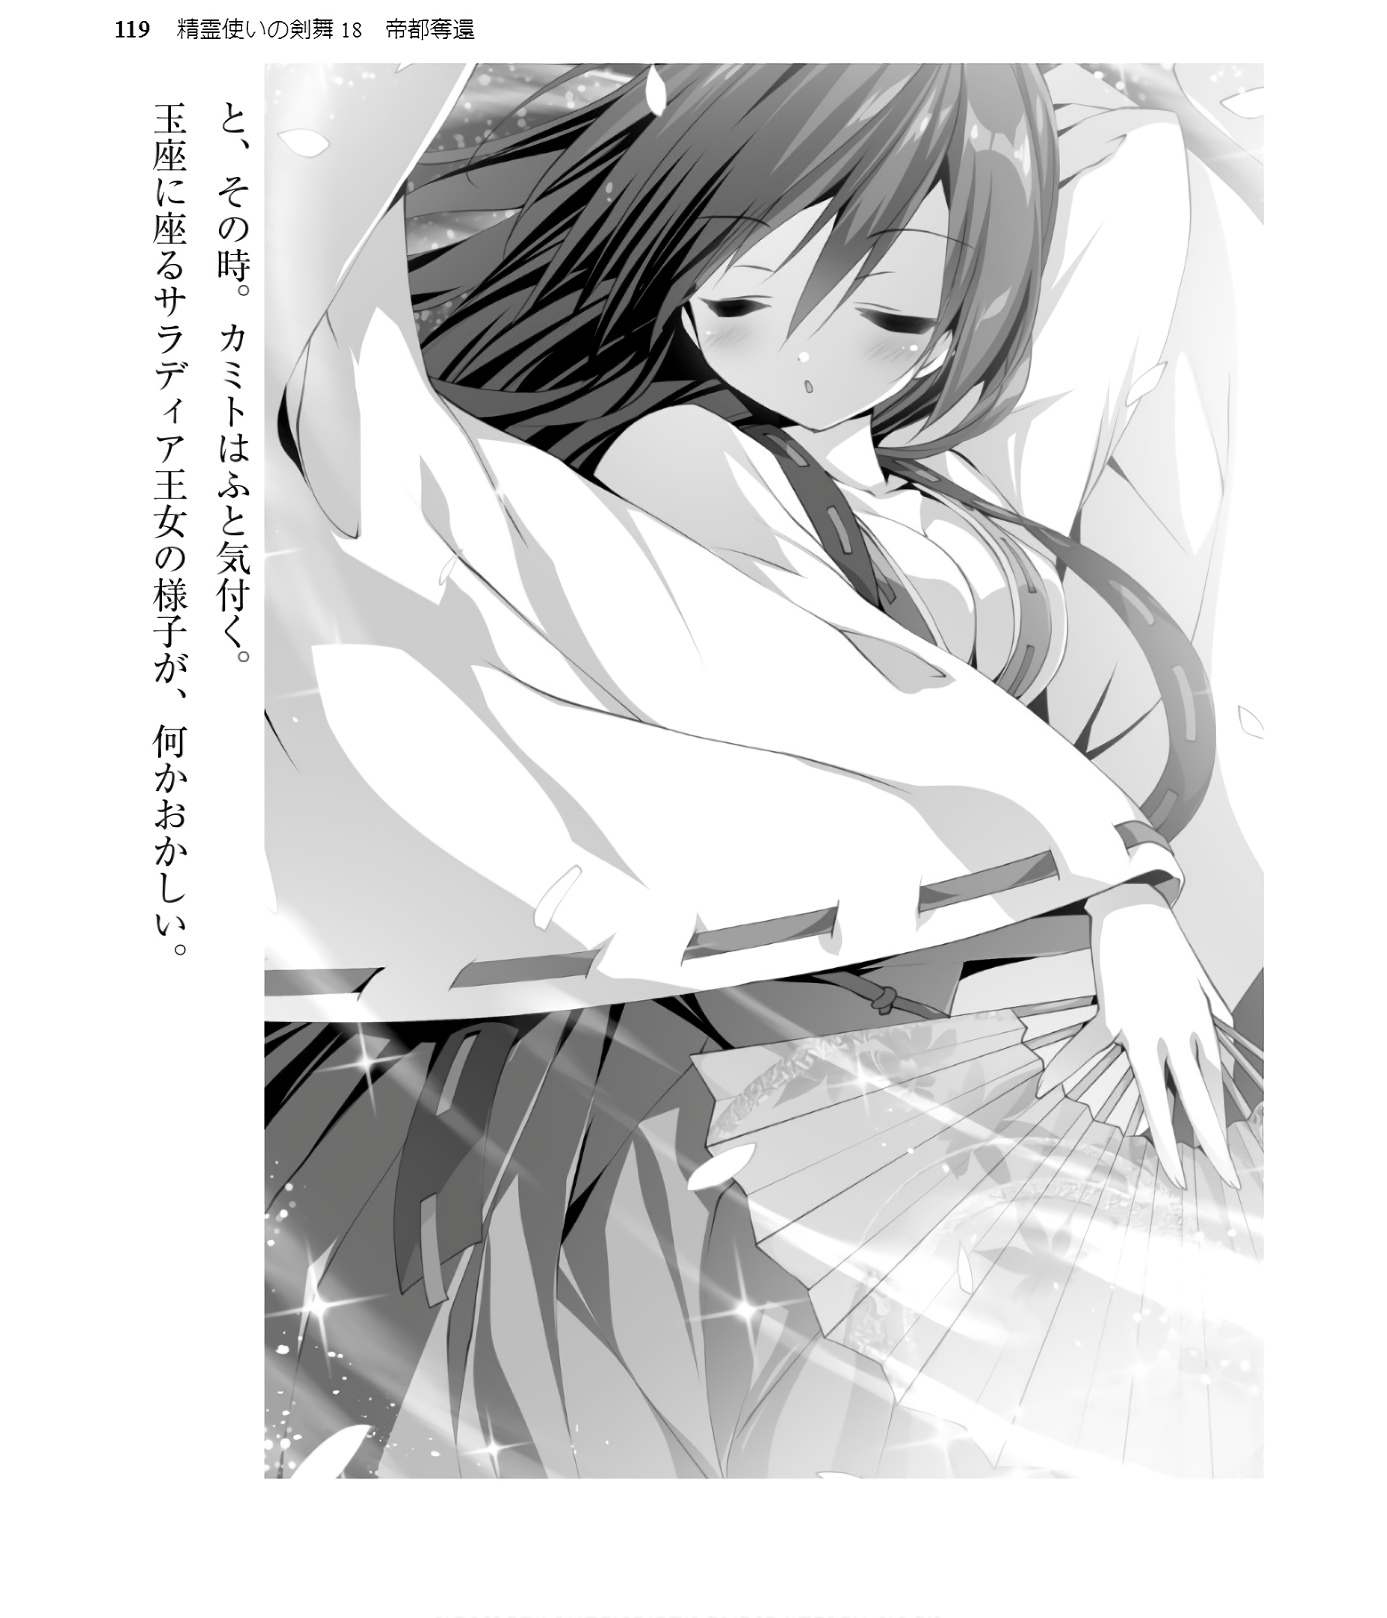 119 精霊使いの剣舞18 帝都奪還
と、その時。カミトはふと気付く。
玉座に座るサラディア王女の様子が、何かおかしい。